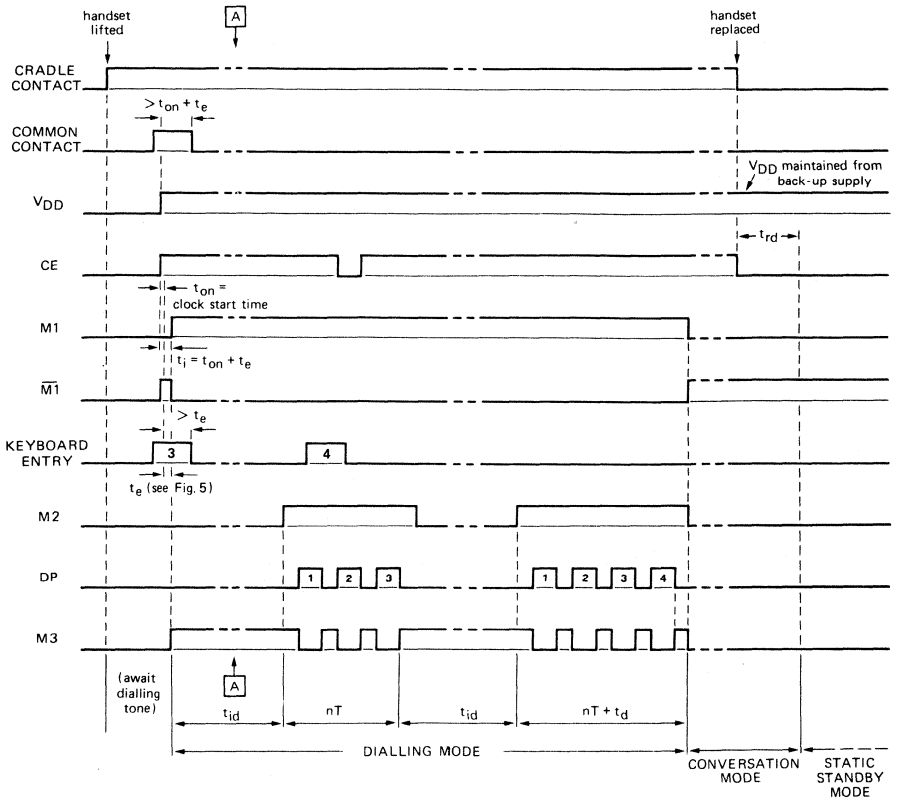 handset
lifted
A
handset
replaced
CRADLE
CONTACT
> ton + te
COMMON
CONTACT
VDD maintained from
back-up supply
VDD
trd
CE
ton =
clock start time
M1
ti = ton + te
M1
> te
KEYBOARD
ENTRY
3
4
te (see Fig. 5)
M2
DP
1 2 3
1 2 3 4
M3
A
(await
dialling
tone)
tid
nT
tid
nT + td
DIALLING MODE
CONVERSATION
MODE
STATIC
STANDBY
MODE